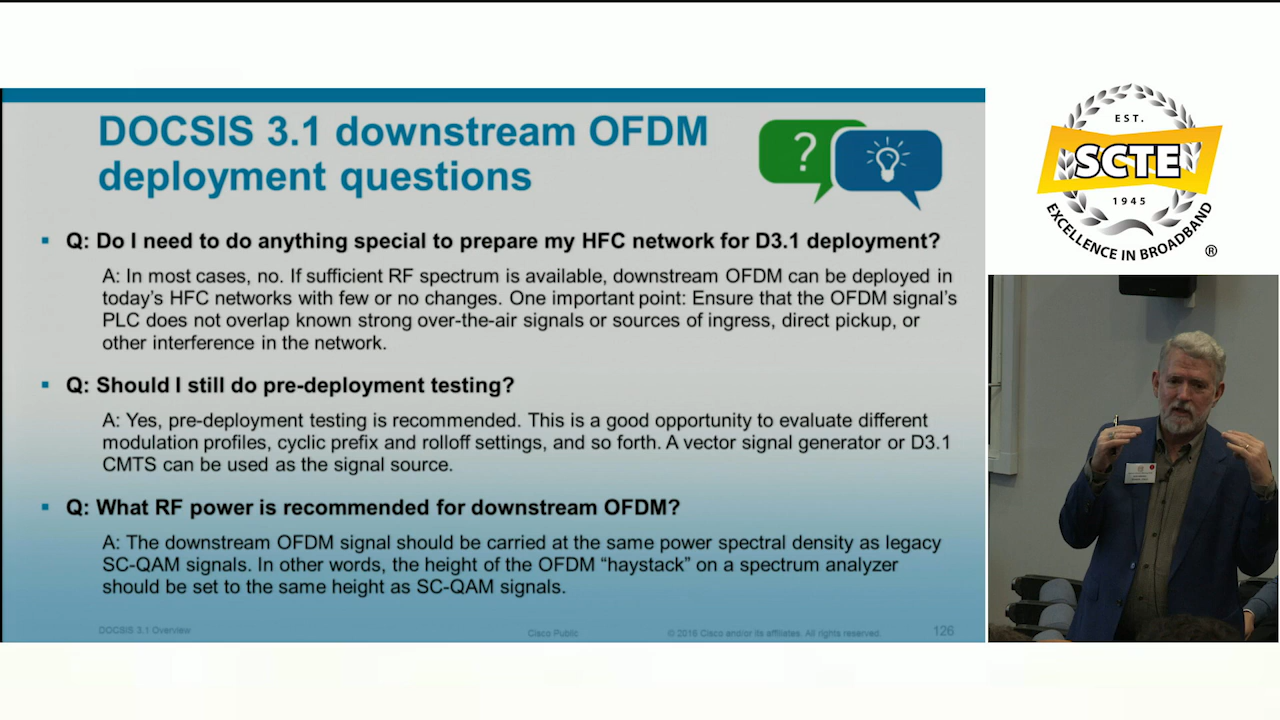 DOCSIS 3.1 downstream OFDM
deployment questions
?
Q: Do I need to do anything special to prepare my HFC network for D3.1 deployment?
A: In most cases, no. If sufficient RF spectrum is available, downstream OFDM can be deployed in
today's HFC networks with few or no changes. One important point: Ensure that the OFDM signal's
PLC does not overlap known strong over-the-air signals or sources of ingress, direct pickup, or
other interference in the network.
Q: Should I still do pre-deployment testing?
A: Yes, pre-deployment testing is recommended. This is a good opportunity to evaluate different
modulation profiles, cyclic prefix and rolloff settings, and so forth. A vector signal generator or D3.1
CMTS can be used as the signal source.
Q: What RF power is recommended for downstream OFDM?
A: The downstream OFDM signal should be carried at the same power spectral density as legacy
SC-QAM signals. In other words, the height of the OFDM “haystack” on a spectrum analyzer
should be set to the same height as SC-QAM signals.
DOCSIS 3.1 Overview
Cisco Public
© 2016 Cisco and/or its affiliates. All rights reserved.
126
EST.
SCTE
1945
EXCELLENCE IN BROADBAND
®